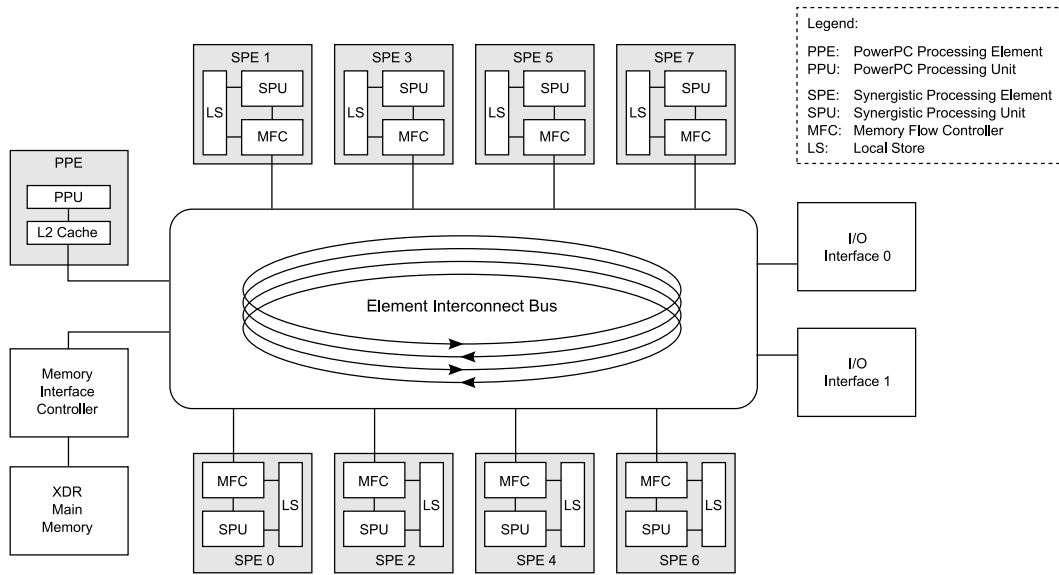 SPE 1
LS
SPU
MFC
SPE 3
LS
SPU
MFC
SPE 5
LS
SPU
MFC
SPE 7
LS
SPU
MFC
Legend:
PPE: PowerPC Processing Element
PPU: PowerPC Processing Unit
SPE: Synergistic Processing Element
SPU: Synergistic Processing Unit
MFC: Memory Flow Controller
LS: Local Store
PPE
PPU
L2 Cache
Element Interconnect Bus
I/O
Interface 0
I/O
Interface 1
Memory
Interface
Controller
XDR
Main
Memory
MFC
SPU
LS
SPE 0
MFC
SPU
LS
SPE 2
MFC
SPU
LS
SPE 4
MFC
SPU
LS
SPE 6